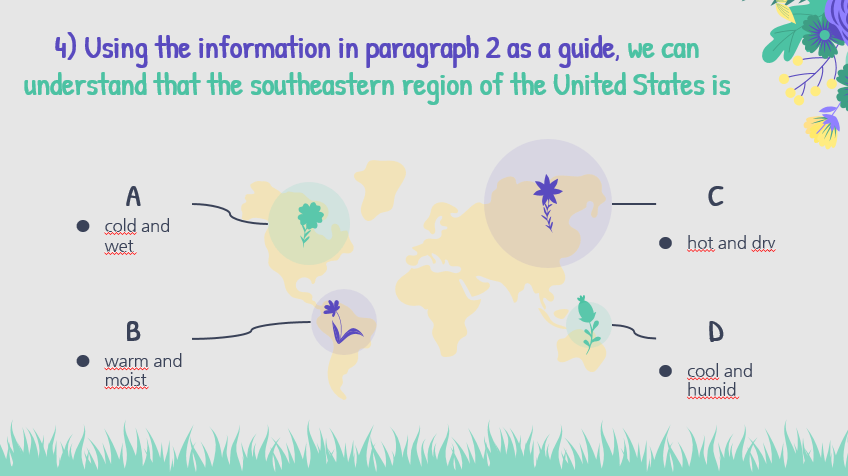 4) Using the information in paragraph 2 as a guide, we can
understand that the southeastern region of the United States is
A
cold and
wet
B
warm and
moist
C
hot and dry
D
cool and
humid